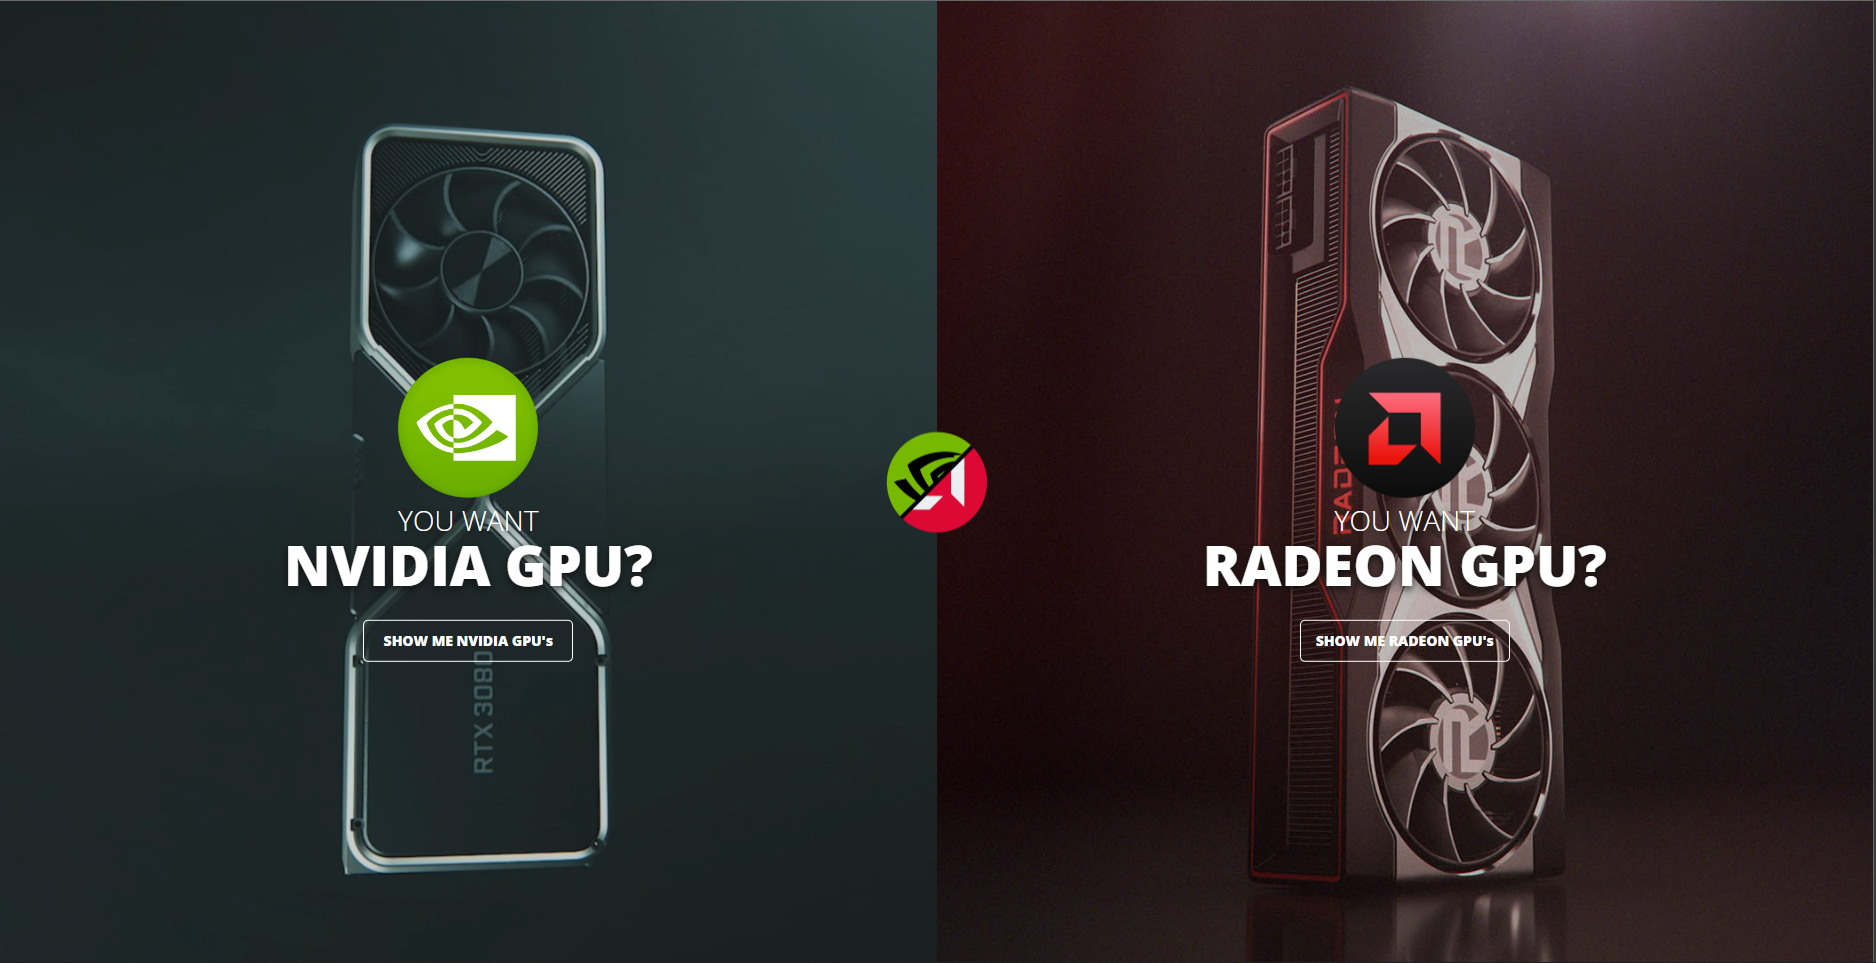 YOU WANT
NVIDIA GPU?
SHOW ME NVIDIA GPU's
RTX 3080
YOU WANT
RADEON GPU?
SHOW ME RADEON GPU's